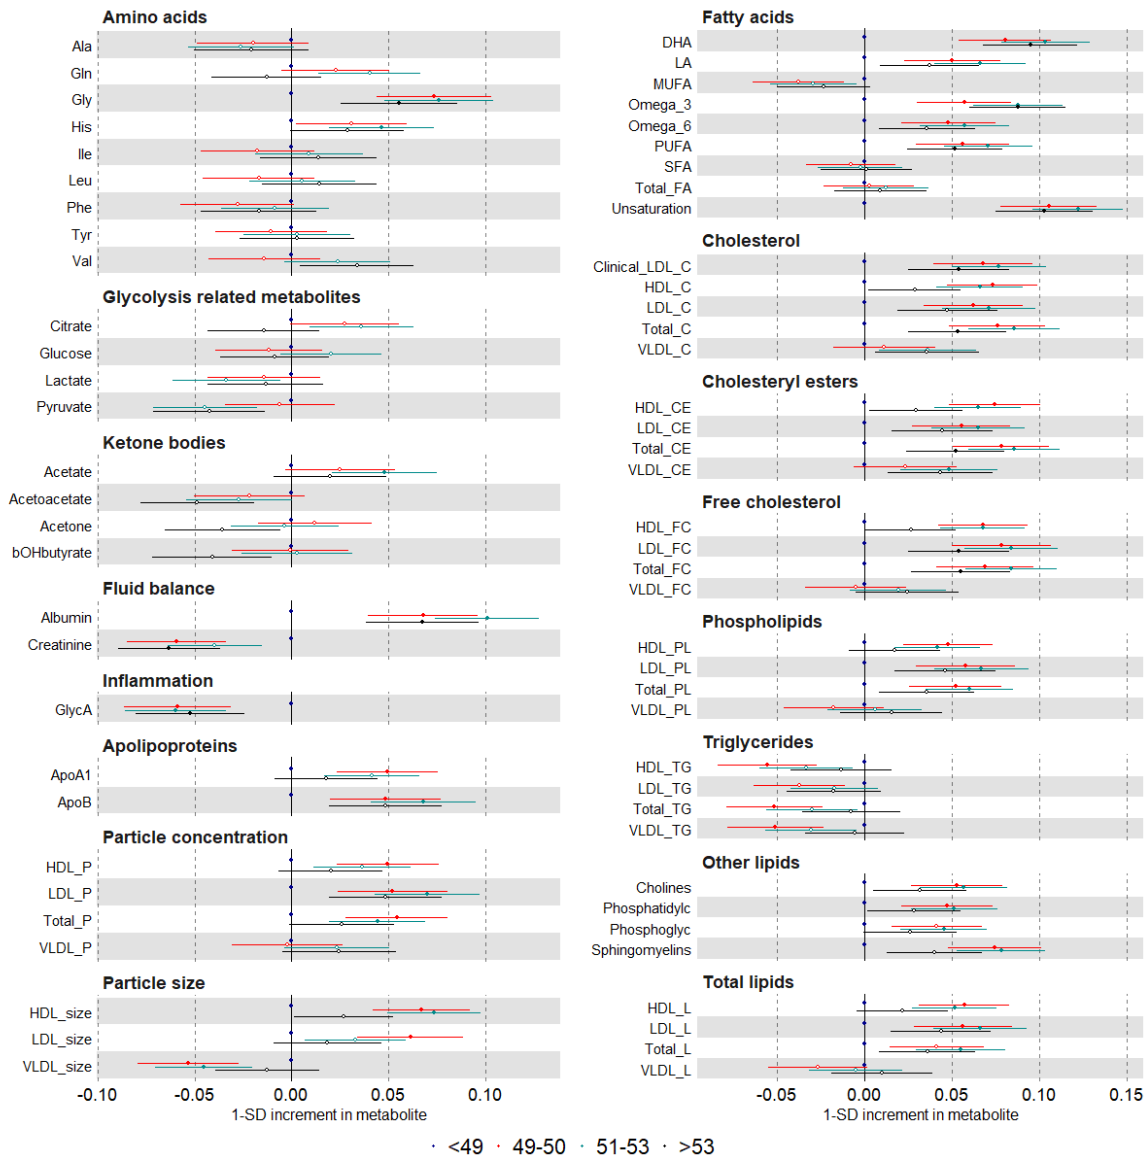 Amino acids
Ala
Gln
Gly
His
Ile
Leu
Phe
Tyr
Val
Glycolysis related metabolites
Citrate
Glucose
Lactate
Pyruvate
Ketone bodies
Acetate
Acetoacetate
Acetone
bOHbutyrate
Fluid balance
Albumin
Creatinine
Inflammation
GlycA
Apolipoproteins
ApoA1
ApoB
Particle concentration
HDL_P
LDL_P
Total_P
VLDL_P
Particle size
HDL_size
LDL_size
VLDL_size
-0.10 -0.05 0.00 0.05 0.10
1-SD increment in metabolite
Fatty acids
DHA
LA
MUFA
Omega_3
Omega_6
PUFA
SFA
Total_FA
Unsaturation
Cholesterol
Clinical_LDL_C
HDL_C
LDL_C
Total_C
VLDL_C
Cholesteryl esters
HDL_CE
LDL_CE
Total_CE
VLDL_CE
Free cholesterol
HDL_FC
LDL_FC
Total_FC
VLDL_FC
Phospholipids
HDL_PL
LDL_PL
Total_PL
VLDL_PL
Triglycerides
HDL_TG
LDL_TG
Total_TG
VLDL_TG
Other lipids
Cholines
Phosphatidylc
Phosphoglyc
Sphingomyelins
Total lipids
HDL_L
LDL_L
Total_L
VLDL_L
-0.05 0.00 0.05 0.10 0.15
1-SD increment in metabolite
<49 49-50 51-53 >53